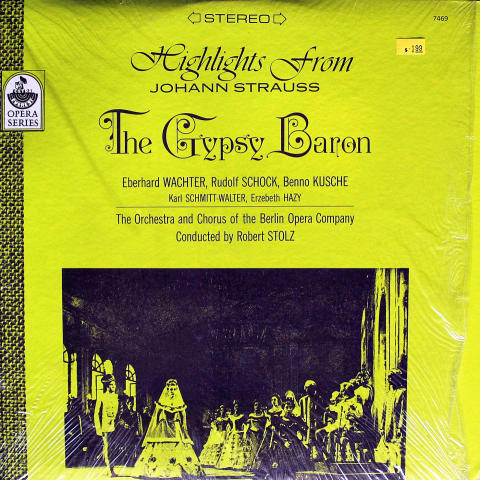 STEREO
7469
$ 1.99
Highlights From
JOHANN STRAUSS
OPERA
SERIES
The Gypsy Baron
Eberhard WACHTER, Rudolf SCHOCK, Benno KUSCHE
Karl SCHMITT-WALTER, Erzebeth HAZY
The Orchestra and Chorus of the Berlin Opera Company
Conducted by Robert STOLZ